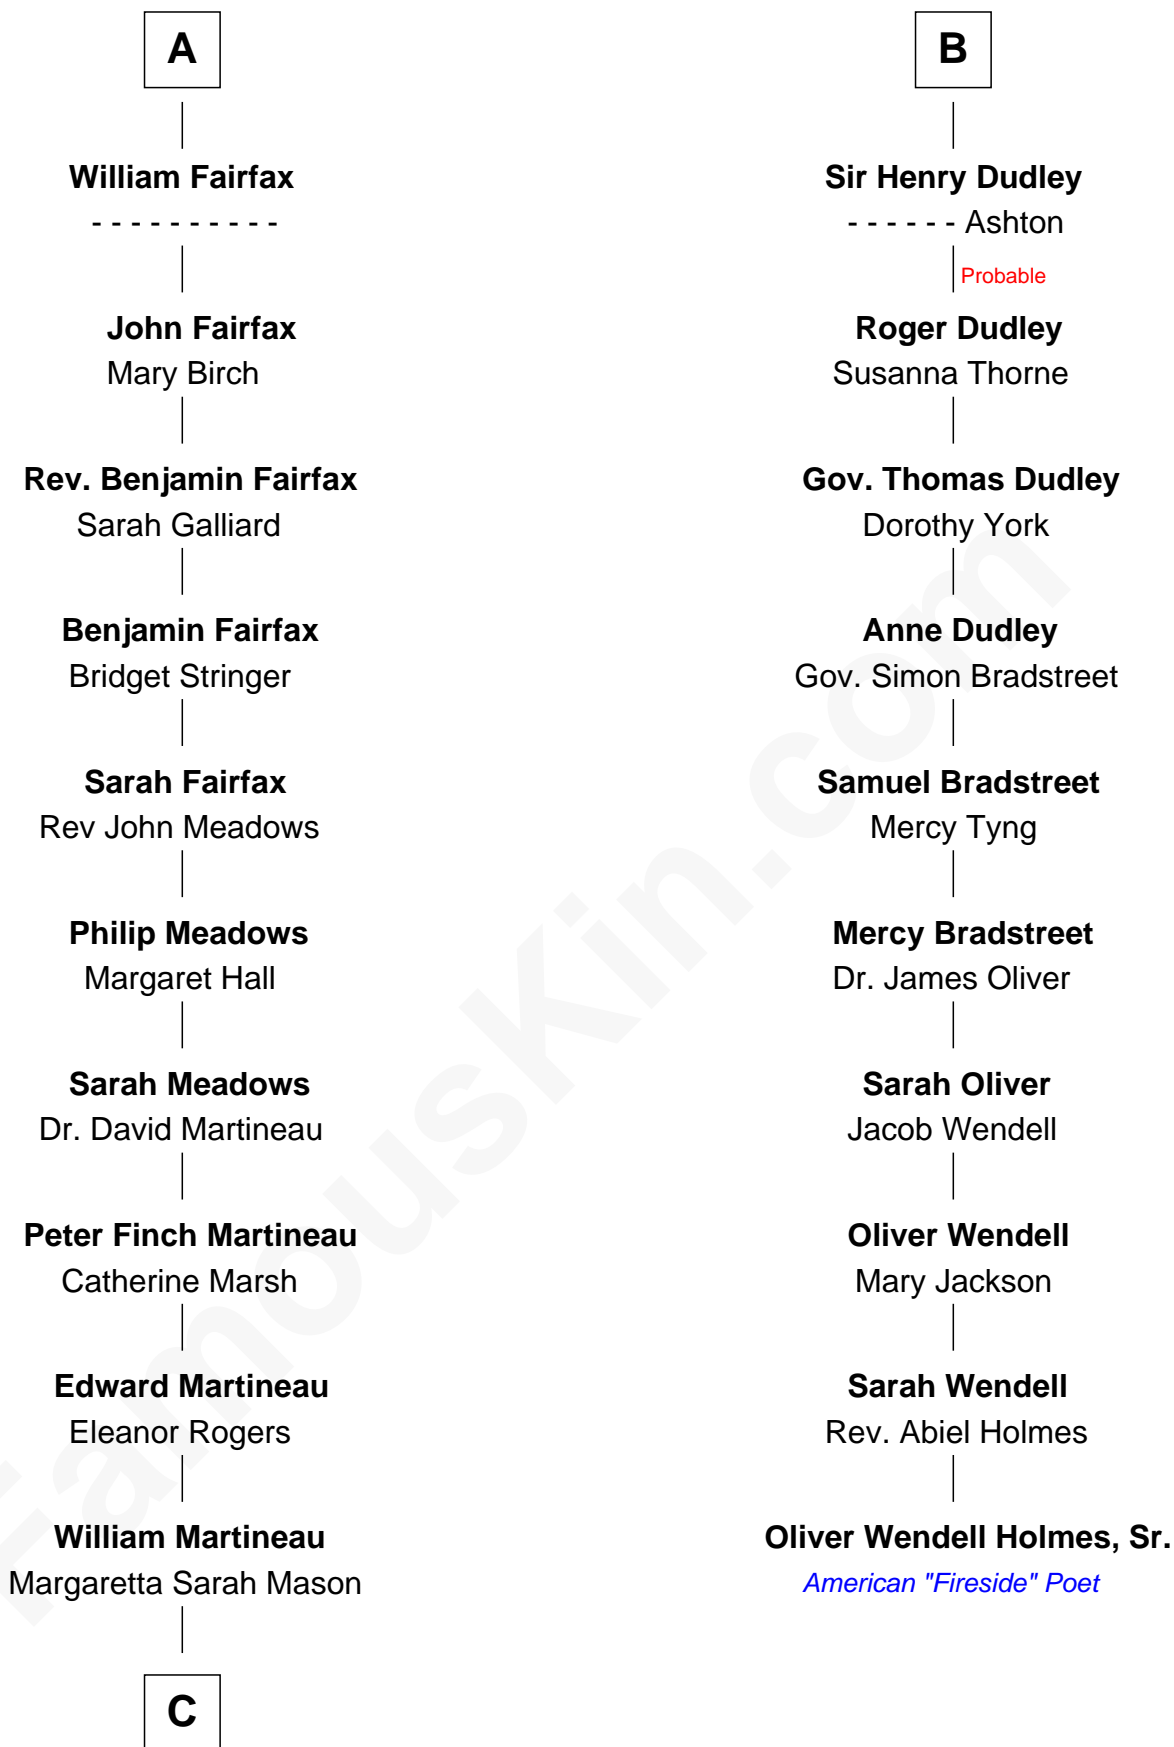 A
William Fairfax
- - - - - - - - - -
John Fairfax
Mary Birch
Rev. Benjamin Fairfax
Sarah Galliard
Benjamin Fairfax
Bridget Stringer
Sarah Fairfax
Rev John Meadows
Philip Meadows
Margaret Hall
Sarah Meadows
Dr. David Martineau
Peter Finch Martineau
Catherine Marsh
Edward Martineau
Eleanor Rogers
William Martineau
Margaretta Sarah Mason
C
B
Sir Henry Dudley
- - - - - - Ashton
Probable
Roger Dudley
Susanna Thorne
Gov. Thomas Dudley
Dorothy York
Anne Dudley
Gov. Simon Bradstreet
Samuel Bradstreet
Mercy Tyng
Mercy Bradstreet
Dr. James Oliver
Sarah Oliver
Jacob Wendell
Oliver Wendell
Mary Jackson
Sarah Wendell
Rev. Abiel Holmes
Oliver Wendell Holmes, Sr.
American "Fireside" Poet
FamousKin.com